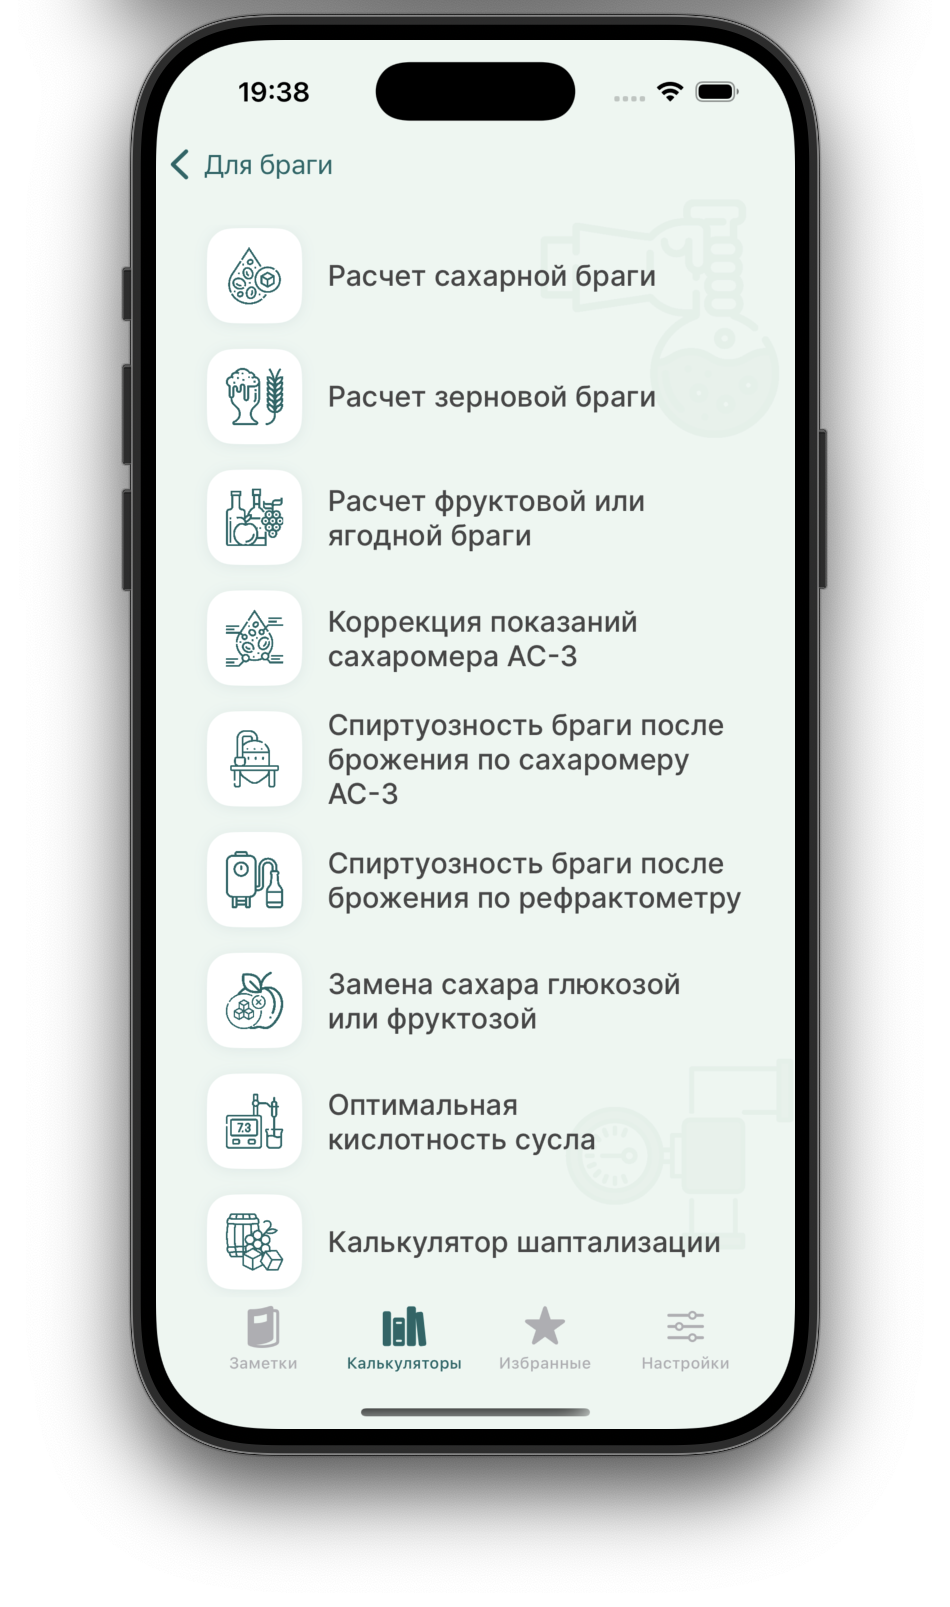 19:38
Для браги
Расчет сахарной браги
Расчет зерновой браги
Расчет фруктовой или
ягодной браги
Коррекция показаний
сахаромера АС-3
Спиртуозность браги после
брожения по сахаромеру
АС-3
Спиртуозность браги после
брожения по рефрактометру
Замена сахара глюкозой
или фруктозой
7.3
Оптимальная
кислотность сусла
Калькулятор шаптализации
Заметки
Калькуляторы
Избранные
Настройки